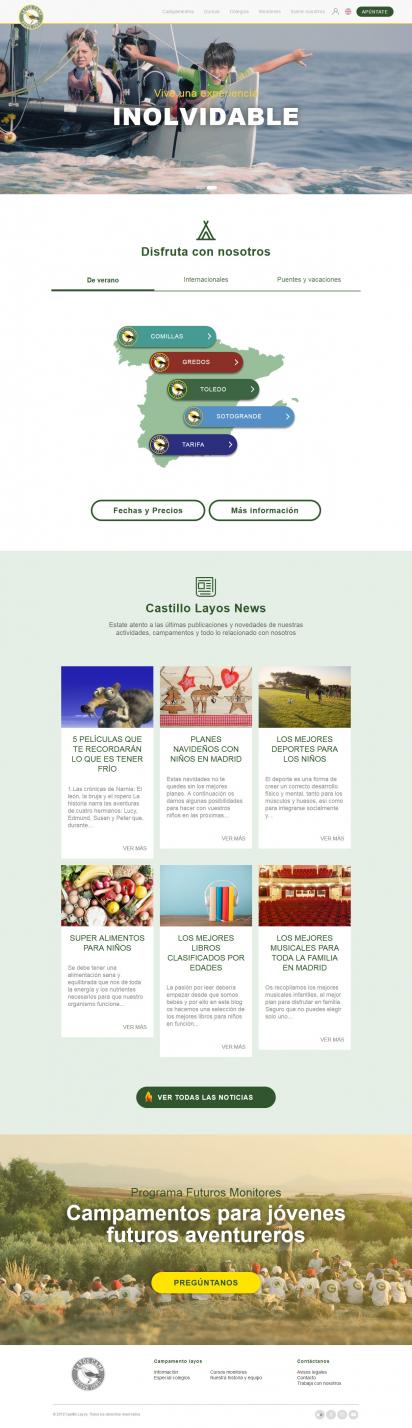 Campamentos Cursos Colegios Monitores Sobre nosotros APÚNTATE
Vive una experiencia
INOLVIDABLE
Disfruta con nosotros
De verano Internacionales Puentes y vacaciones
COMILLAS
GREDOS
TOLEDO
SOTOGRANDE
TARIFA
Fechas y Precios Más información
Castillo Layos News
Estate atento a las últimas publicaciones y novedades de nuestras
actividades, campamentos y todo lo relacionado con nosotros
5 PELÍCULAS QUE
TE RECORDARÁN
LO QUE ES TENER
FRÍO
1.Las crónicas de Narnia: El
león, la bruja y el ropero La
historia narra las aventuras
de cuatro hermanos: Lucy,
Edmund, Susan y Peter que,
durante...
VER MÁS
PLANES
NAVIDEÑOS CON
NIÑOS EN MADRID
Estas navidades no te
quedes sin los mejores
planes. A continuación os
damos algunas posibilidades
para hacer con vuestros
niños en las próximas...
VER MÁS
LOS MEJORES
DEPORTES PARA
LOS NIÑOS
El deporte es una forma de
crear un correcto desarrollo
físico y mental, tanto para los
músculos y huesos, así como
para integrarse socialmente
y...
VER MÁS
SUPER ALIMENTOS
PARA NIÑOS
Se debe tener una
alimentación sana y
equilibrada que nos dé toda
la energía y los nutrientes
necesarios para que nuestro
organismo funcione...
VER MÁS
LOS MEJORES
LIBROS
CLASIFICADOS POR
EDADES
La pasión por leer debería
empezar desde que somos
bebés y por ello en este blog
os hacemos una selección de
los mejores libros para niños
en función...
VER MÁS
LOS MEJORES
MUSICALES PARA
TODA LA FAMILIA
EN MADRID
Os recopilamos los mejores
musicales infantiles, al mejor
plan para disfrutar en familia.
Seguro que no puedes elegir
solo uno...
VER MÁS
VER TODAS LAS NOTICIAS
Programa Futuros Monitores
Campamentos para jóvenes
futuros aventureros
PREGÚNTANOS
Campamento layos
Información
Especial colegios
Cursos monitores
Nuestra historia y equipo
Contáctanos
Avisos legales
Contacto
Trabaja con nosotros
Castillo Layos. Todos los derechos reservados